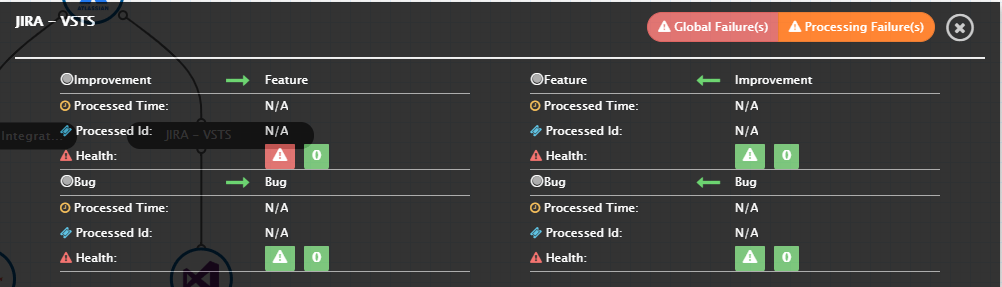 ATLASSIAN
JIRA - VSTS
Global Failure(s)
Processing Failure(s)
Improvement Feature
Processed Time: N/A
Processed Id: N/A
Health: 0
Bug Bug
Processed Time: N/A
Processed Id: N/A
Health: 0
Feature Improvement
Processed Time: N/A
Processed Id: N/A
Health: 0
Bug Bug
Processed Time: N/A
Processed Id: N/A
Health: 0
Integrat...
JIRA - VSTS